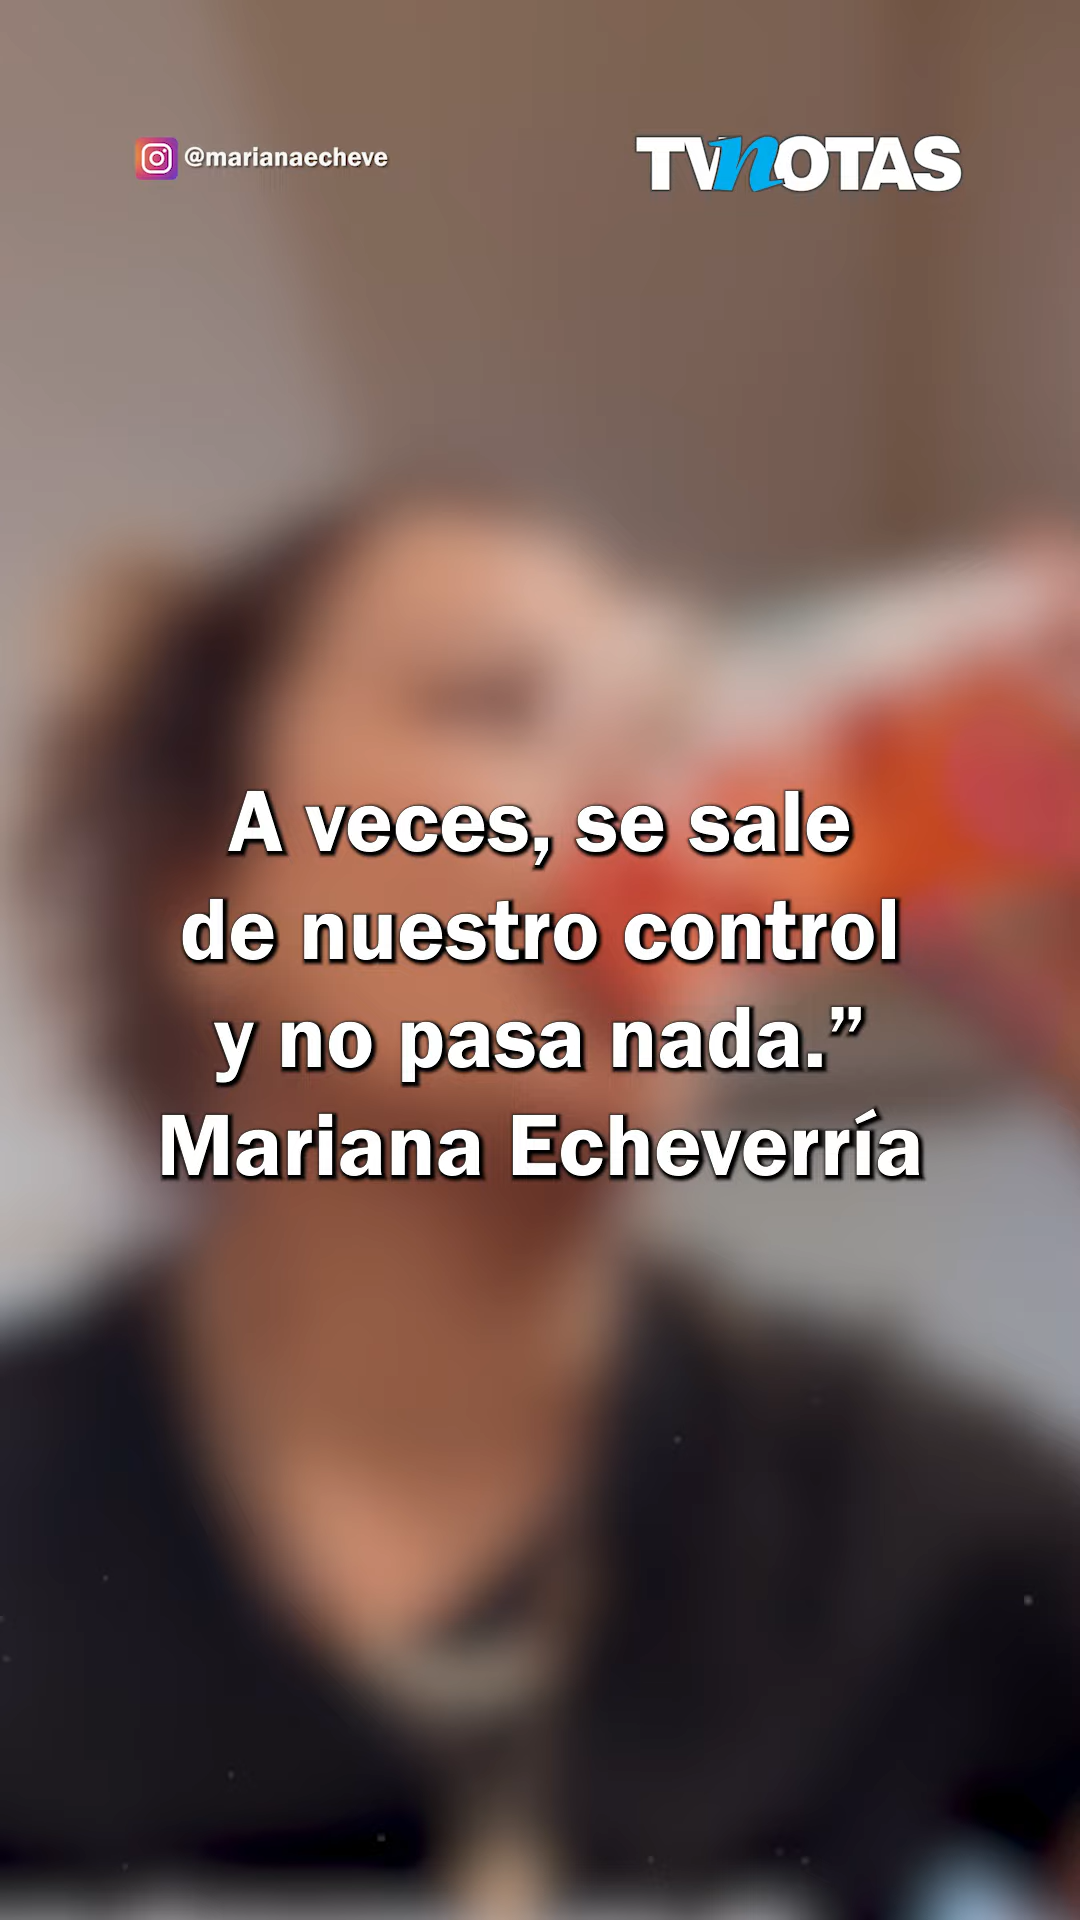 @marianaecheve
TVnOTAS
A veces, se sale
de nuestro control
y no pasa nada.”
Mariana Echeverría